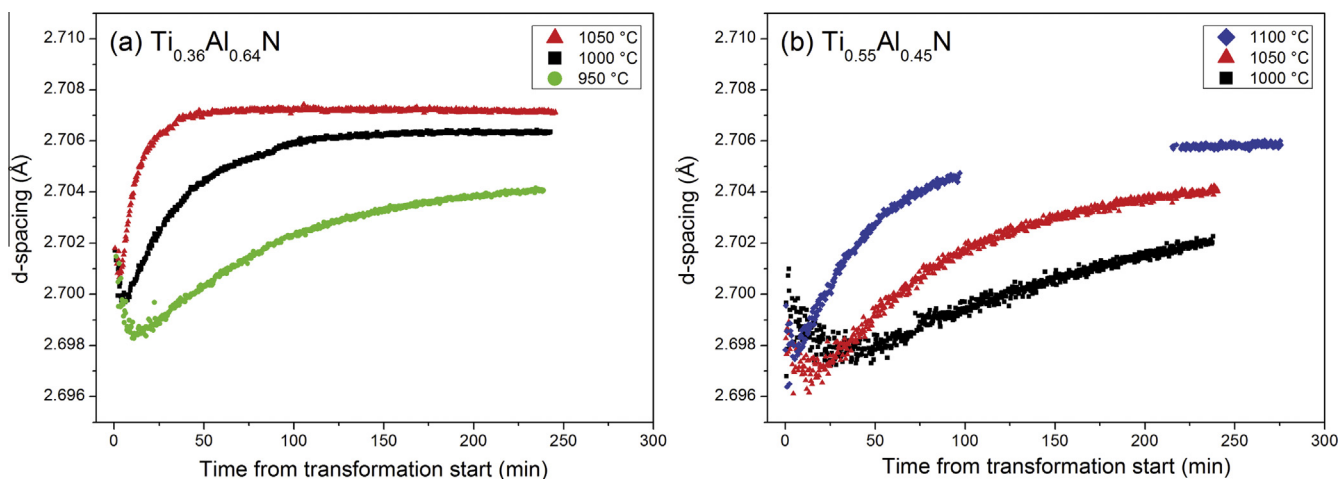 (a) Ti0.36Al0.64N
1050 °C
1000 °C
950 °C
2.710
2.708
2.706
2.704
2.702
2.700
2.698
2.696
d-spacing (Å)
0 50 100 150 200 250 300
Time from transformation start (min)
(b) Ti0.55Al0.45N
1100 °C
1050 °C
1000 °C
2.710
2.708
2.706
2.704
2.702
2.700
2.698
2.696
d-spacing (Å)
0 50 100 150 200 250 300
Time from transformation start (min)